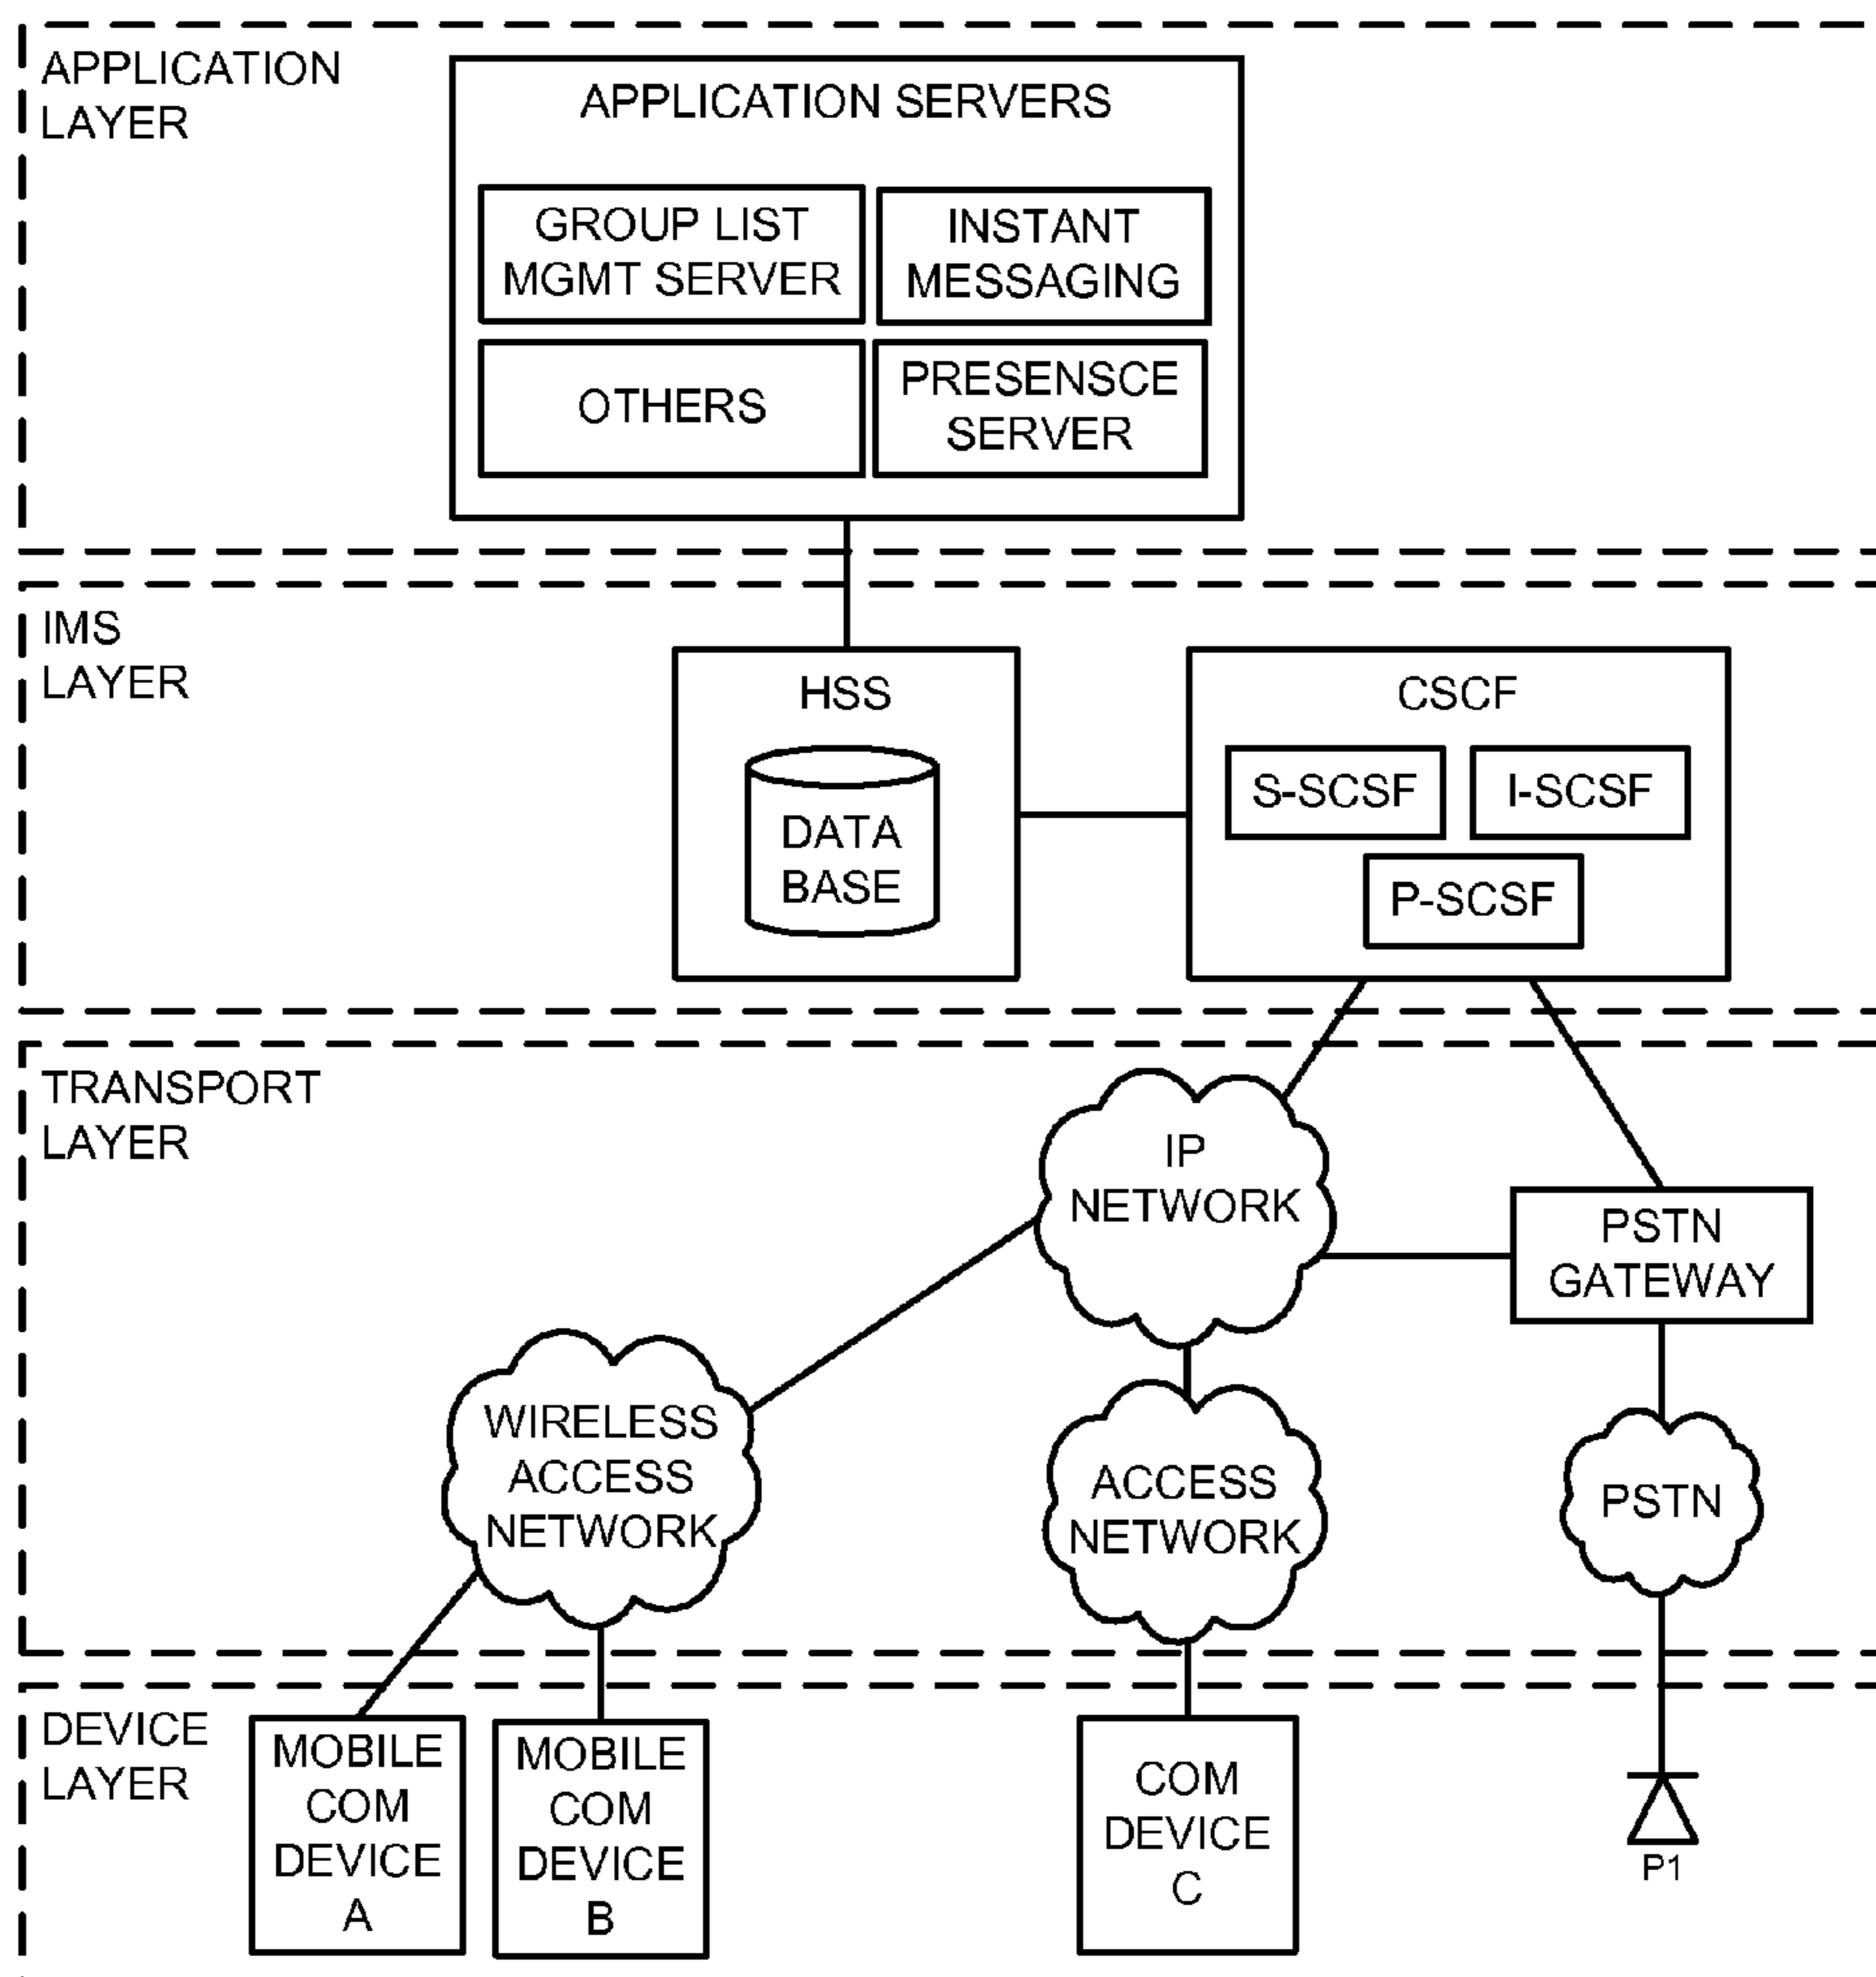 APPLICATION
LAYER
APPLICATION SERVERS
GROUP LIST
MGMT SERVER
INSTANT
MESSAGING
OTHERS
PRESENSCE
SERVER
IMS
LAYER
HSS
DATA
BASE
CSCF
S-SCSF
I-SCSF
P-SCSF
TRANSPORT
LAYER
IP
NETWORK
PSTN
GATEWAY
WIRELESS
ACCESS
NETWORK
ACCESS
NETWORK
PSTN
DEVICE
LAYER
MOBILE
COM
DEVICE
A
MOBILE
COM
DEVICE
B
COM
DEVICE
C
P1